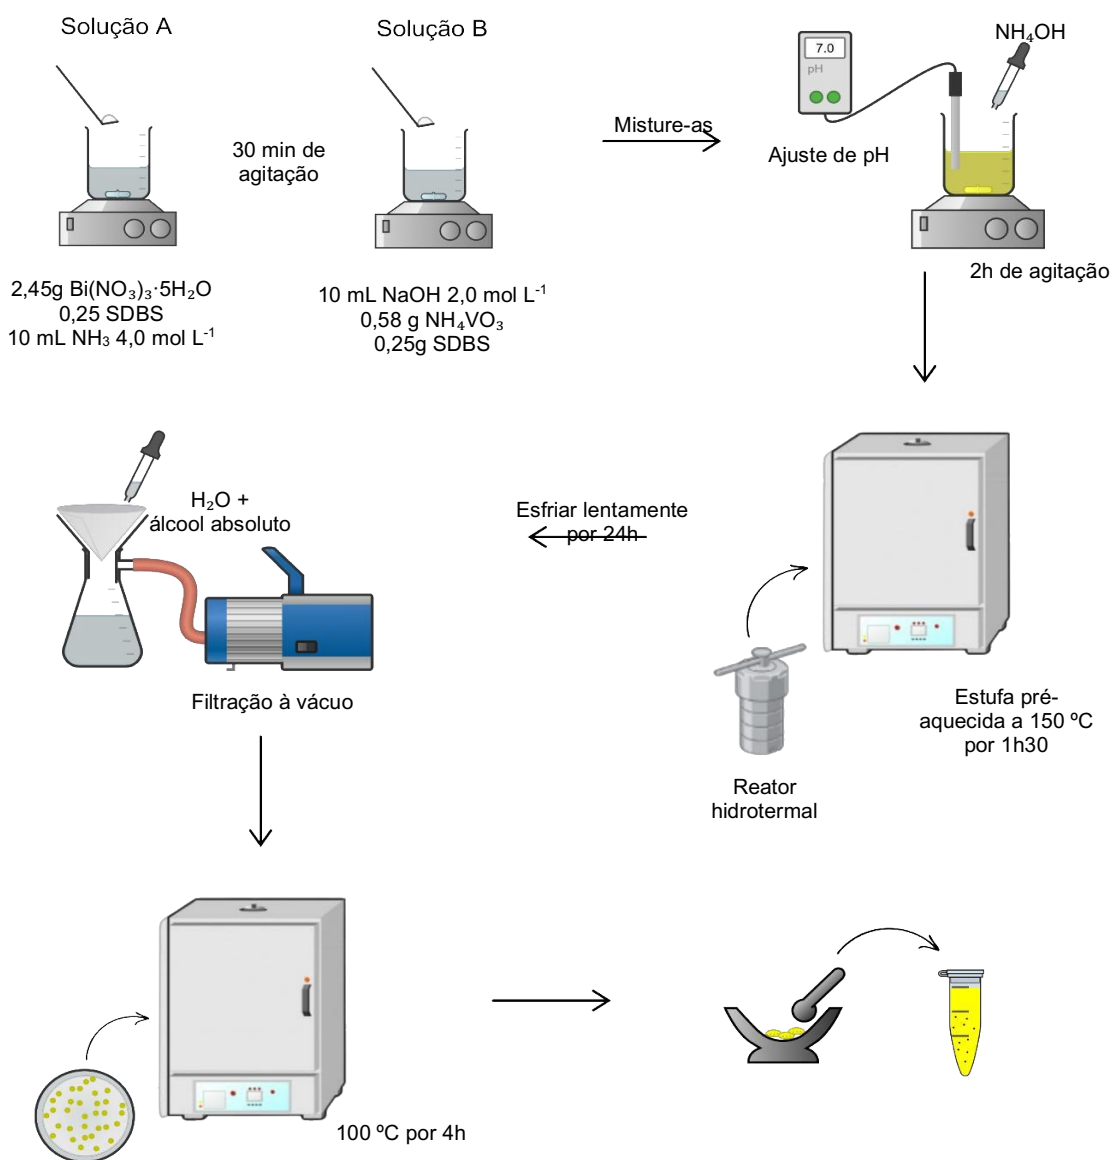 Solução A
Solução B
30 min de
agitação
2,45g Bi(NO₃)₃·5H₂O
0,25 SDBS
10 mL NH₃ 4,0 mol L⁻¹
10 mL NaOH 2,0 mol L⁻¹
0,58 g NH₄VO₃
0,25g SDBS
Misture-as
7.0
pH
Ajuste de pH
NH₄OH
2h de agitação
Estufa pré-
aquecida a 150 ºC
por 1h30
Reator
hidrotermal
Esfriar lentamente
por 24h
H₂O +
álcool absoluto
Filtração à vácuo
100 ºC por 4h